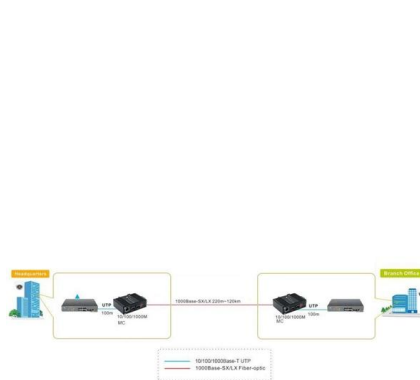 Headquarters
Branch Office
1000Base-SX/LX 220m~120km
UTP
100m
10/100/1000M
MC
10/100/1000M
MC
UTP
100m
10/100/1000Base-T UTP
1000Base-SX/LX Fiber-optic